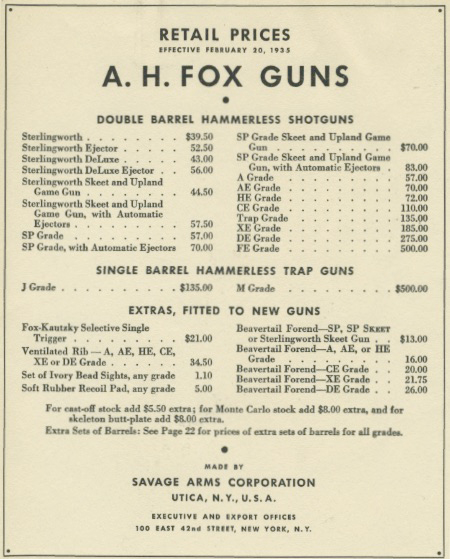 RETAIL PRICES
EFFECTIVE FEBRUARY 20, 1935
A. H. FOX GUNS
DOUBLE BARREL HAMMERLESS SHOTGUNS
Sterlingworth . . . . . . . . $39.50
Sterlingworth Ejector . . . . . . 52.50
Sterlingworth DeLuxe . . . . . . 43.00
Sterlingworth DeLuxe Ejector . . 56.00
Sterlingworth Skeet and Upland
Game Gun . . . . . . . . 44.50
Sterlingworth Skeet and Upland
Game Gun, with Automatic
Ejectors . . . . . . . . . 57.50
SP Grade . . . . . . . . . 57.00
SP Grade, with Automatic Ejectors 70.00
SP Grade Skeet and Upland Game
Gun . . . . . . . . . . $70.00
SP Grade Skeet and Upland Game
Gun, with Automatic Ejectors . 83.00
A Grade . . . . . . . . . 57.00
AE Grade . . . . . . . . . 70.00
HE Grade . . . . . . . . . 72.00
CE Grade . . . . . . . . . 110.00
Trap Grade . . . . . . . . 135.00
XE Grade . . . . . . . . . 185.00
DE Grade . . . . . . . . . 275.00
FE Grade . . . . . . . . . 500.00
SINGLE BARREL HAMMERLESS TRAP GUNS
J Grade . . . . . . . . . $135.00
M Grade . . . . . . . . . $500.00
EXTRAS, FITTED TO NEW GUNS
Fox-Kautzky Selective Single
Trigger . . . . . . . . . $21.00
Ventilated Rib — A, AE, HE, CE,
XE or DE Grade . . . . . . 34.50
Set of Ivory Bead Sights, any grade 1.10
Soft Rubber Recoil Pad, any grade 5.00
Beavertail Forend—SP, SP SKEET
or Sterlingworth Skeet Gun . . $13.00
Beavertail Forend—A, AE, or HE
Grade . . . . . . . . . 16.00
Beavertail Forend—CE Grade . . 20.00
Beavertail Forend—XE Grade . . 21.75
Beavertail Forend—DE Grade . . 26.00
For cast-off stock add $5.50 extra; for Monte Carlo stock add $8.00 extra, and for
skeleton butt-plate add $8.00 extra.
Extra Sets of Barrels: See Page 22 for prices of extra sets of barrels for all grades.
MADE BY
SAVAGE ARMS CORPORATION
UTICA, N.Y., U.S.A.
EXECUTIVE AND EXPORT OFFICES
100 EAST 42nd STREET, NEW YORK, N.Y.